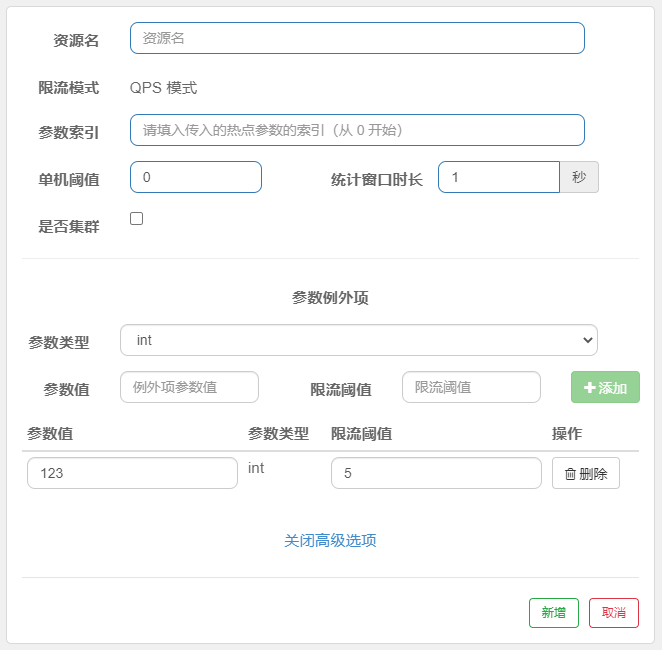 资源名 资源名
限流模式 QPS 模式
参数索引 请填入传入的热点参数的索引（从 0 开始）
单机阈值 0 统计窗口时长 1 秒
是否集群
参数例外项
参数类型 int
参数值 例外项参数值 限流阈值 限流阈值 添加
参数值 参数类型 限流阈值 操作
123 int 5 删除
关闭高级选项
新增 取消